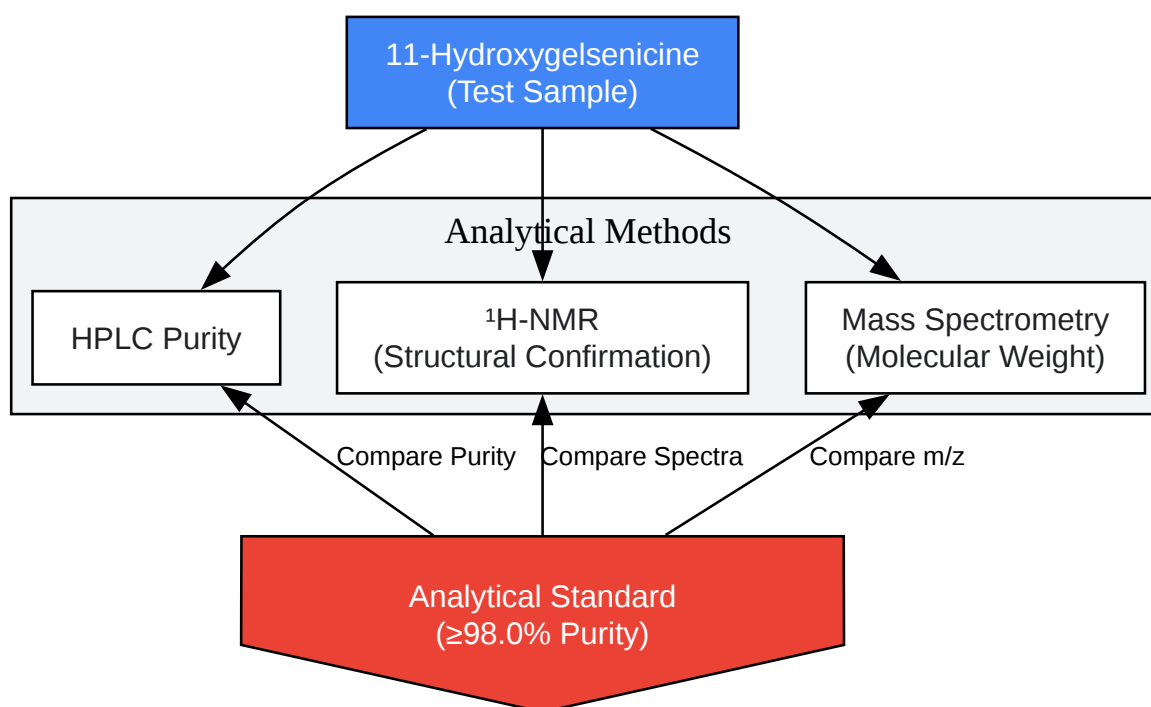 11-Hydroxygelsenicine
(Test Sample)
Analytical Methods
HPLC Purity
¹H-NMR
(Structural Confirmation)
Mass Spectrometry
(Molecular Weight)
Compare Purity
Compare Spectra
Compare m/z
Analytical Standard
(≥98.0% Purity)